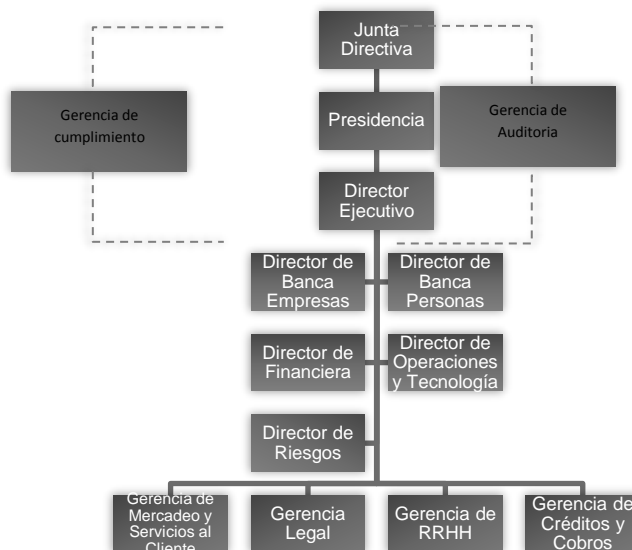 Junta
Directiva
Gerencia de
cumplimiento
Presidencia
Gerencia de
Auditoria
Director
Ejecutivo
Director de
Banca
Empresas
Director de
Banca
Personas
Director de
Financiera
Director de
Operaciones
y Tecnología
Director de
Riesgos
Gerencia de
Mercadeo y
Servicios al
Cliente
Gerencia
Legal
Gerencia de
RRHH
Gerencia de
Créditos y
Cobros